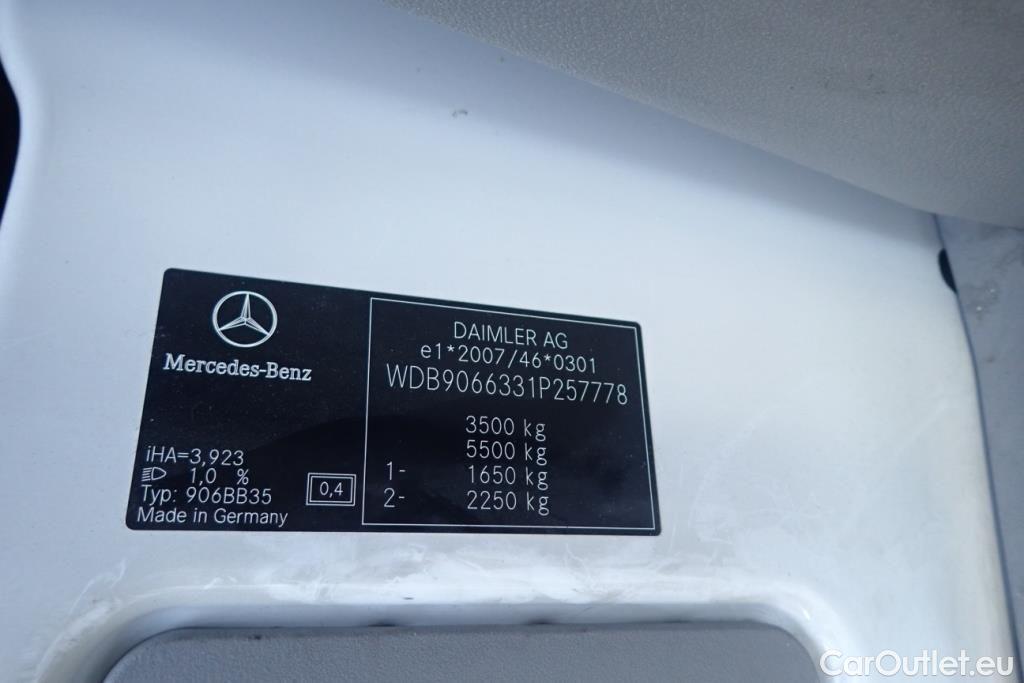 Mercedes-Benz
iHA=3,923
1,0 %
Typ: 906BB35
Made in Germany
0,4
DAIMLER AG
e1*2007/46*0301
WDB9066331P257778
3500 kg
5500 kg
1- 1650 kg
2- 2250 kg
CarOutlet.eu